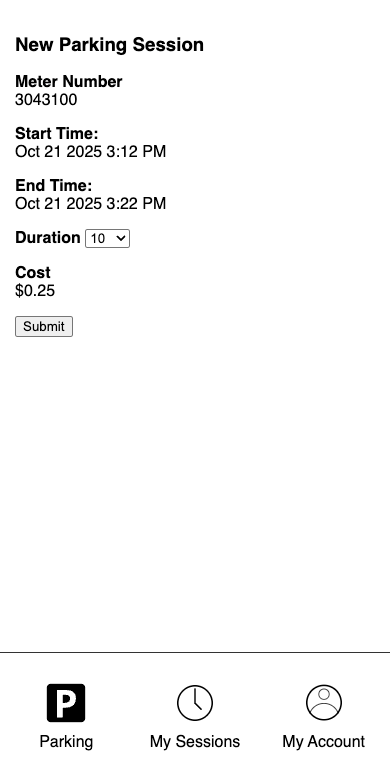 New Parking Session
Meter Number
3043100
Start Time:
Oct 21 2025 3:12 PM
End Time:
Oct 21 2025 3:22 PM
Duration 10
Cost
$0.25
Submit
P
Parking
My Sessions
My Account